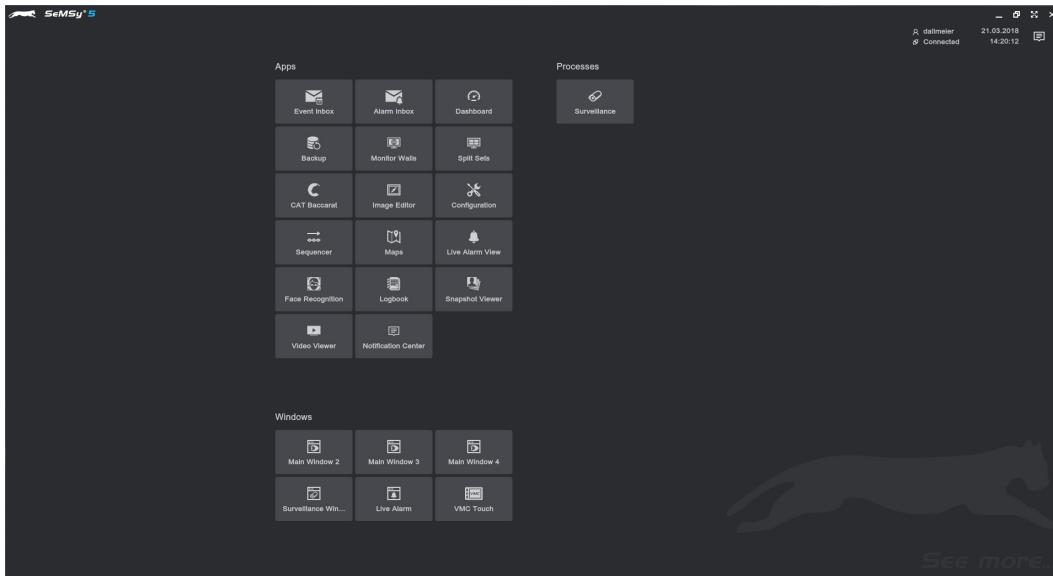 SeMSy® 5
dallmeier 21.03.2018
Connected 14:20:12
Apps
Processes
Event Inbox
Alarm Inbox
Dashboard
Surveillance
Backup
Monitor Walls
Split Sets
CAT Baccarat
Image Editor
Configuration
Sequencer
Maps
Live Alarm View
Face Recognition
Logbook
Snapshot Viewer
Video Viewer
Notification Center
Windows
Main Window 2
Main Window 3
Main Window 4
Surveillance Win...
Live Alarm
VMC Touch
See more...